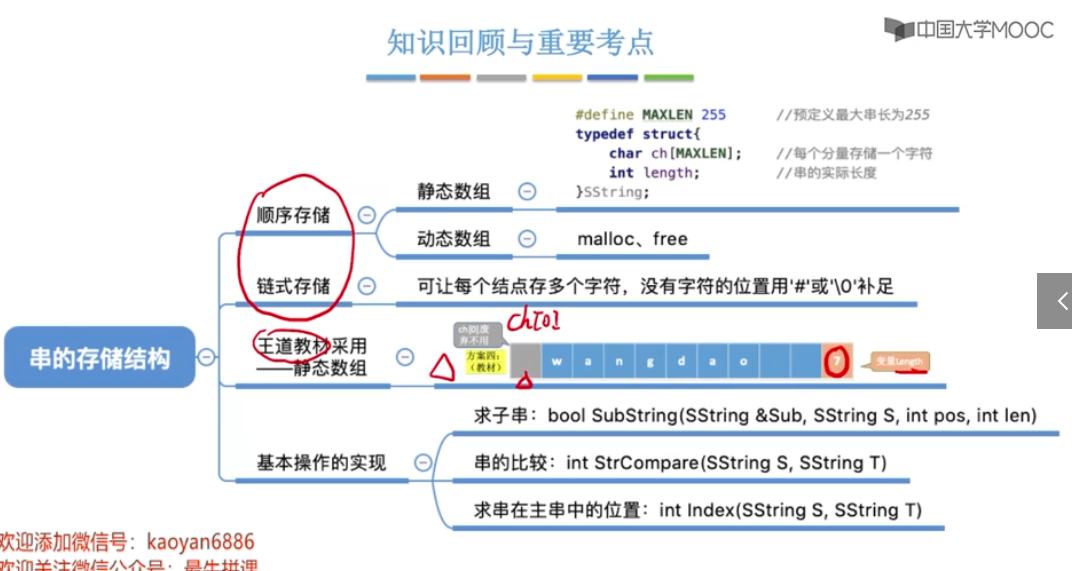 中国大学MOOC
知识回顾与重要考点
#define MAXLEN 255 //预定义最大串长为255
typedef struct{
char ch[MAXLEN]; //每个分量存储一个字符
int length; //串的实际长度
}SString;
静态数组
顺序存储
动态数组
malloc、free
链式存储
可让每个结点存多个字符，没有字符的位置用'#'或'\0'补足
串的存储结构
王道教材采用
——静态数组
ch[0]
ch[0]废
弃不用
方案四：
（教材）
w a n g d a o 7
变量Length
基本操作的实现
求子串：bool SubString(SString &Sub, SString S, int pos, int len)
串的比较：int StrCompare(SString S, SString T)
求串在主串中的位置：int Index(SString S, SString T)
欢迎添加微信号：kaoyan6886
欢迎关注微信公众号：最牛拼课